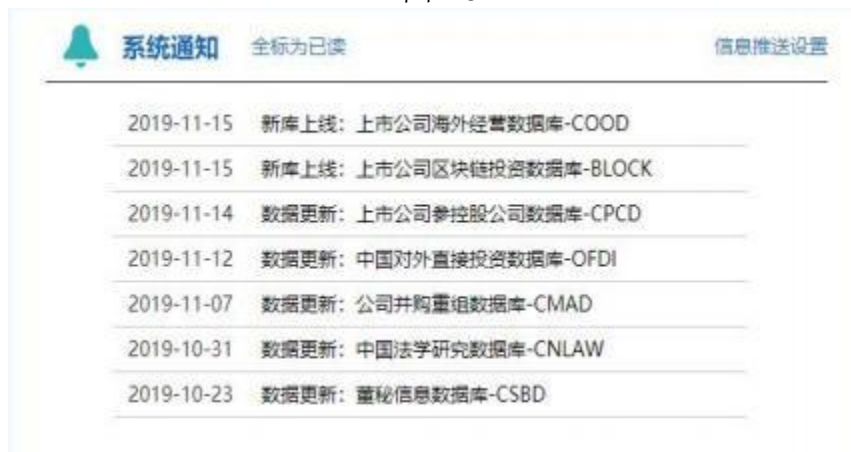 系统通知 全标为已读 信息推送设置
2019-11-15 新库上线：上市公司海外经营数据库-COOD
2019-11-15 新库上线：上市公司区块链投资数据库-BLOCK
2019-11-14 数据更新：上市公司参控股公司数据库-CPCD
2019-11-12 数据更新：中国对外直接投资数据库-OFDI
2019-11-07 数据更新：公司并购重组数据库-CMAD
2019-10-31 数据更新：中国法学研究数据库-CNLAW
2019-10-23 数据更新：董秘信息数据库-CSBD